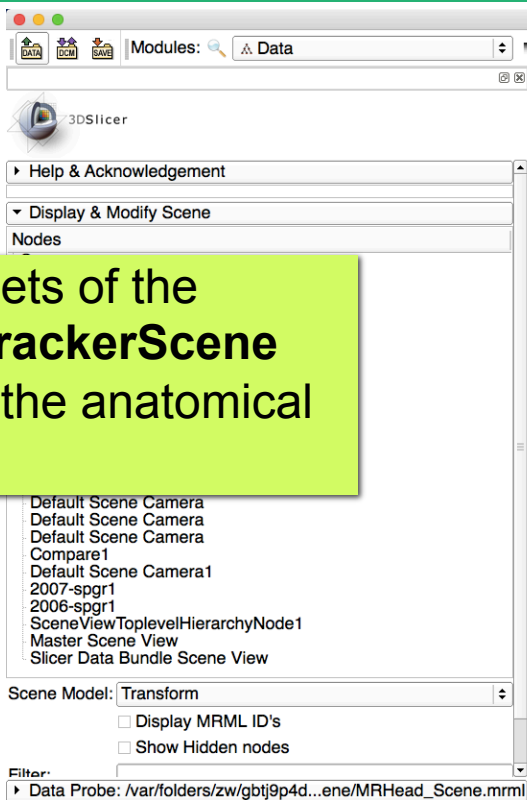 DATA DCM SAVE Modules: Data
3DSlicer
Help & Acknowledgement
Display & Modify Scene
Nodes
ets of the
rackerScene
the anatomical
Default Scene Camera
Default Scene Camera
Default Scene Camera
Compare1
Default Scene Camera1
2007-spgr1
2006-spgr1
SceneViewToplevelHierarchyNode1
Master Scene View
Slicer Data Bundle Scene View
Scene Model: Transform
Display MRML ID's
Show Hidden nodes
Filter:
Data Probe: /var/folders/zw/gbtj9p4d...ene/MRHead_Scene.mrml